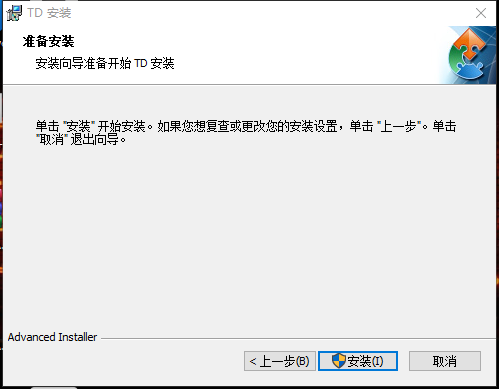 TD 安装
准备安装
安装向导准备开始 TD 安装
单击 "安装" 开始安装。如果您想复查或更改您的安装设置，单击 "上一步"。单击
"取消" 退出向导。
Advanced Installer
< 上一步(B)
安装(I)
取消